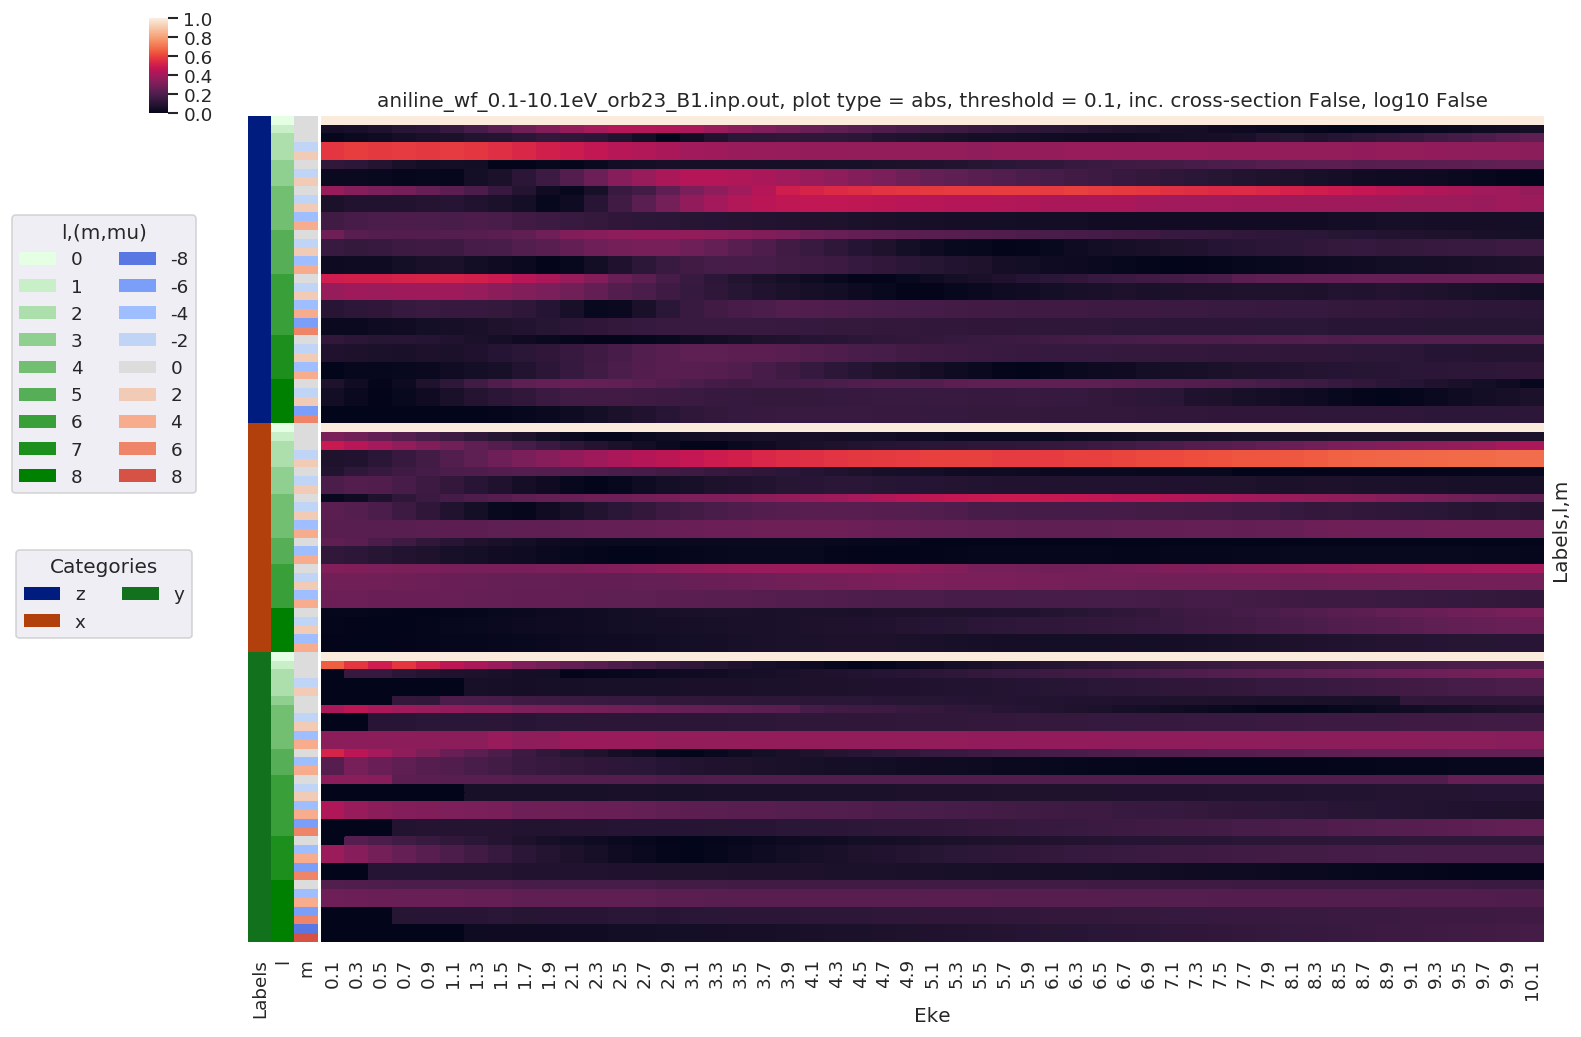 1.0
0.8
0.6
0.4
0.2
0.0
aniline_wf_0.1-10.1eV_orb23_B1.inp.out, plot type = abs, threshold = 0.1, inc. cross-section False, log10 False
l,(m,mu)
0 -8
1 -6
2 -4
3 -2
4 0
5 2
6 4
7 6
8 8
Categories
z y
x
Labels,l,m
Labels l m 0.1 0.3 0.5 0.7 0.9 1.1 1.3 1.5 1.7 1.9 2.1 2.3 2.5 2.7 2.9 3.1 3.3 3.5 3.7 3.9 4.1 4.3 4.5 4.7 4.9 5.1 5.3 5.5 5.7 5.9 6.1 6.3 6.5 6.7 6.9 7.1 7.3 7.5 7.7 7.9 8.1 8.3 8.5 8.7 8.9 9.1 9.3 9.5 9.7 9.9 10.1
Eke